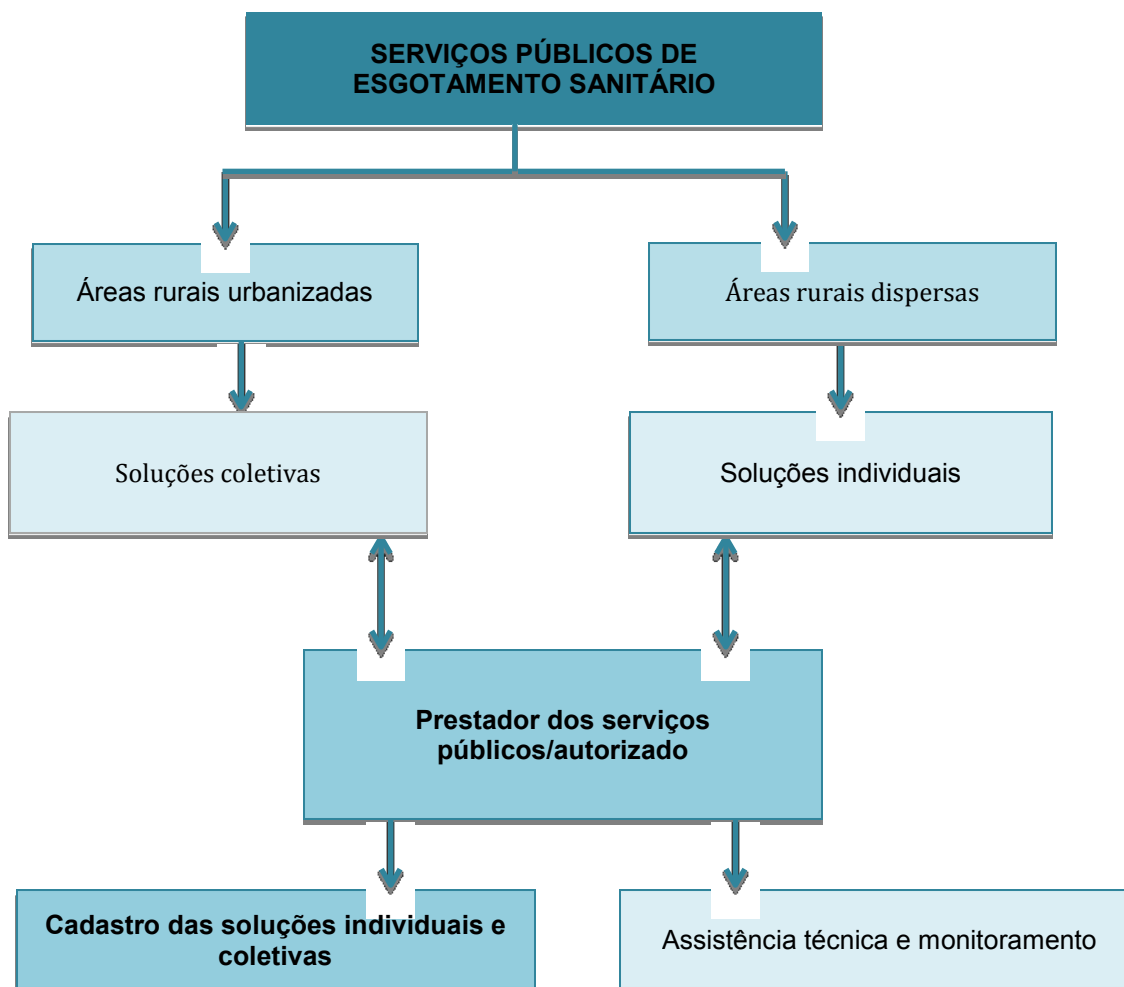 SERVIÇOS PÚBLICOS DE
ESGOTAMENTO SANITÁRIO
Áreas rurais urbanizadas
Áreas rurais dispersas
Soluções coletivas
Soluções individuais
Prestador dos serviços
públicos/autorizado
Cadastro das soluções individuais e
coletivas
Assistência técnica e monitoramento